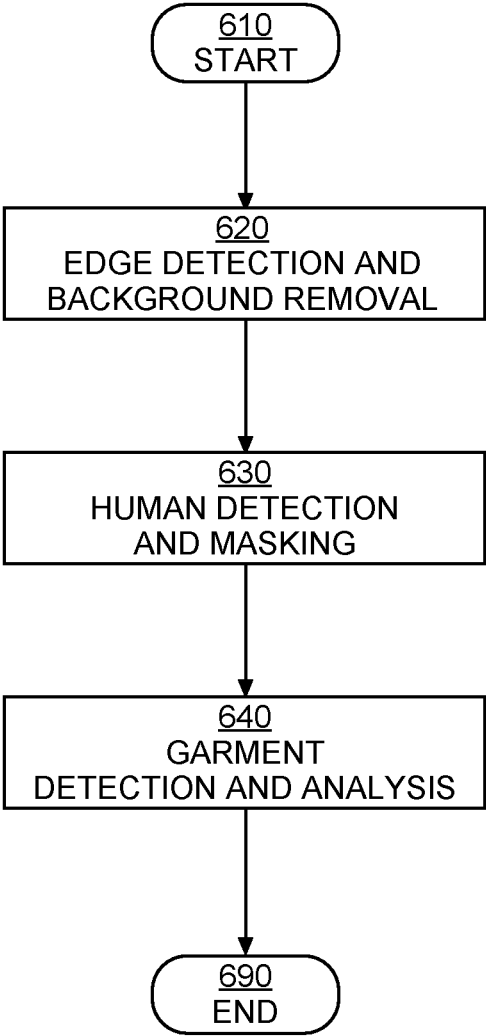 610
START
620
EDGE DETECTION AND
BACKGROUND REMOVAL
630
HUMAN DETECTION
AND MASKING
640
GARMENT
DETECTION AND ANALYSIS
690
END